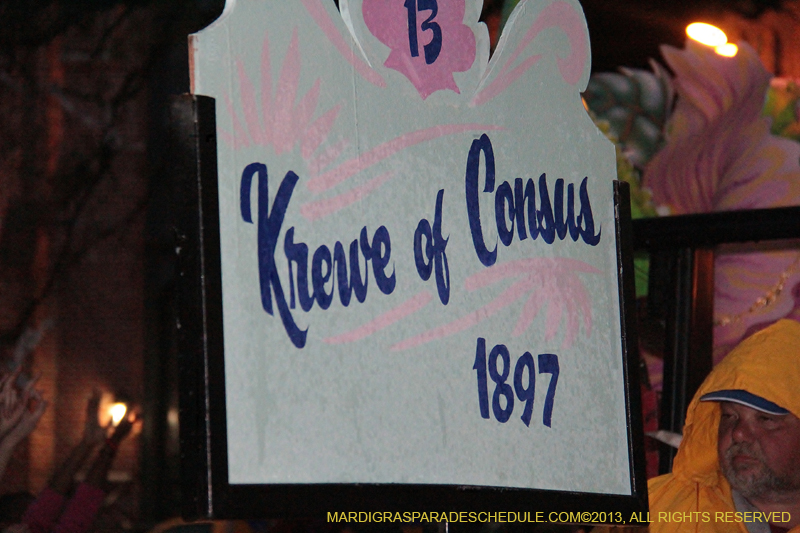 13
Krewe of Consus
1897
MARDIGRASPARADESCHEDULE.COM©2013, ALL RIGHTS RESERVED